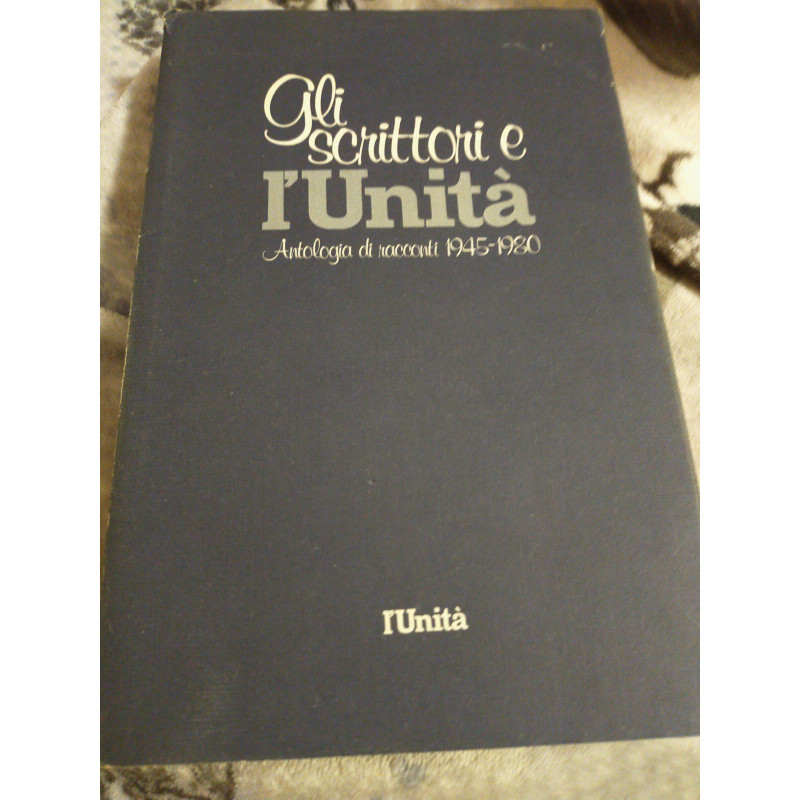 Gli
scrittori e
l'Unità
Antologia di racconti 1945-1980
l'Unità